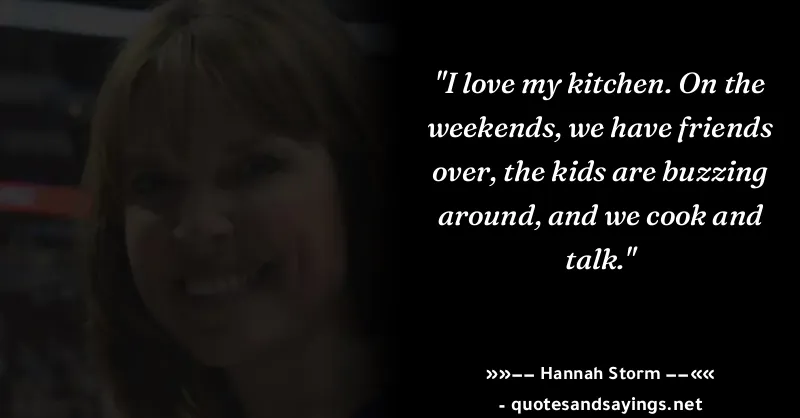 "I love my kitchen. On the
weekends, we have friends
over, the kids are buzzing
around, and we cook and
talk."
»»−− Hannah Storm −−««
- quotesandsayings.net